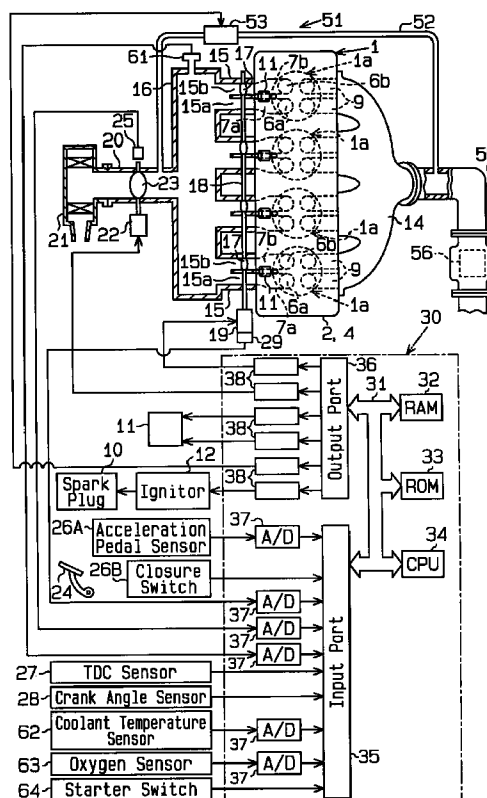 53 51 52
61 15 17 7b 11 1a 1
16 15b 6b
25 15a 7a 6a 9
20 1a
18
23 5
21 22 17 7b 6b 1a 14
15b 56
15a 9
15 6a 1a
11
7a 2, 4
19 30
29 36
31 32
38 RAM
11 38 Output Port
10 12 38 33
Spark Plug Ignitor ROM
26A 37
Acceleration Pedal Sensor A/D 34
26B Closure Switch CPU
24 37
A/D
37 A/D
37 A/D
27 TDC Sensor 37
28 Crank Angle Sensor Input Port
62 Coolant Temperature Sensor A/D
37
63 Oxygen Sensor A/D 35
64 Starter Switch 37